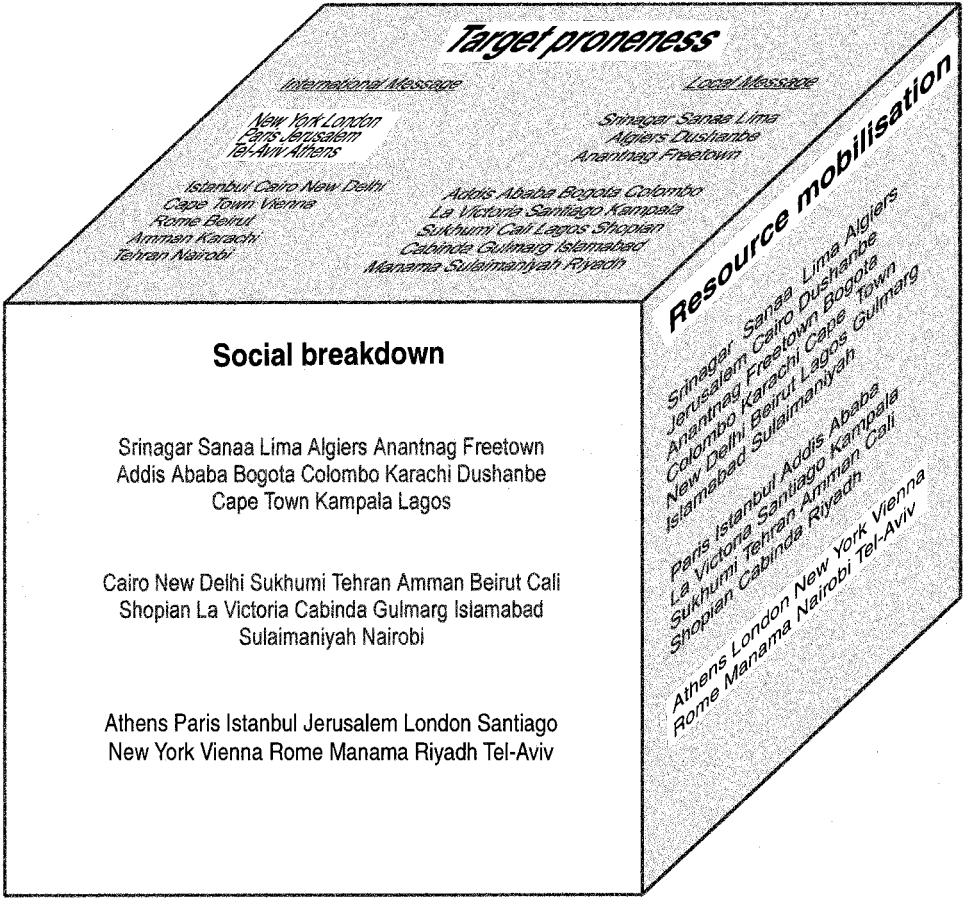 Target proneness
International Message
New York London
Paris Jerusalem
Tel-Aviv Athens
Istanbul Cairo New Delhi
Cape Town Vienna
Rome Beirut
Amman Karachi
Tehran Nairobi
Local Message
Srinagar Sanaa Lima
Algiers Dushanbe
Anantnag Freetown
Addis Ababa Bogota Colombo
La Victoria Santiago Kampala
Sukhumi Cali Lagos Shopian
Cabinda Gulmarg Islamabad
Manama Sulaimaniyah Riyadh
Social breakdown
Srinagar Sanaa Lima Algiers Anantnag Freetown
Addis Ababa Bogota Colombo Karachi Dushanbe
Cape Town Kampala Lagos
Cairo New Delhi Sukhumi Tehran Amman Beirut Cali
Shopian La Victoria Cabinda Gulmarg Islamabad
Sulaimaniyah Nairobi
Athens Paris Istanbul Jerusalem London Santiago
New York Vienna Rome Manama Riyadh Tel-Aviv
Resource mobilisation
Srinagar Sanaa Lima Algiers
Jerusalem Cairo Dushanbe
Anantnag Freetown Bogota
Colombo Karachi Cape Town
New Delhi Beirut Lagos Gulmarg
Islamabad Sulaimaniyah
Paris Istanbul Addis Ababa
La Victoria Santiago Kampala
Sukhumi Tehran Amman Cali
Shopian Cabinda Riyadh
Athens London New York Vienna
Rome Manama Nairobi Tel-Aviv